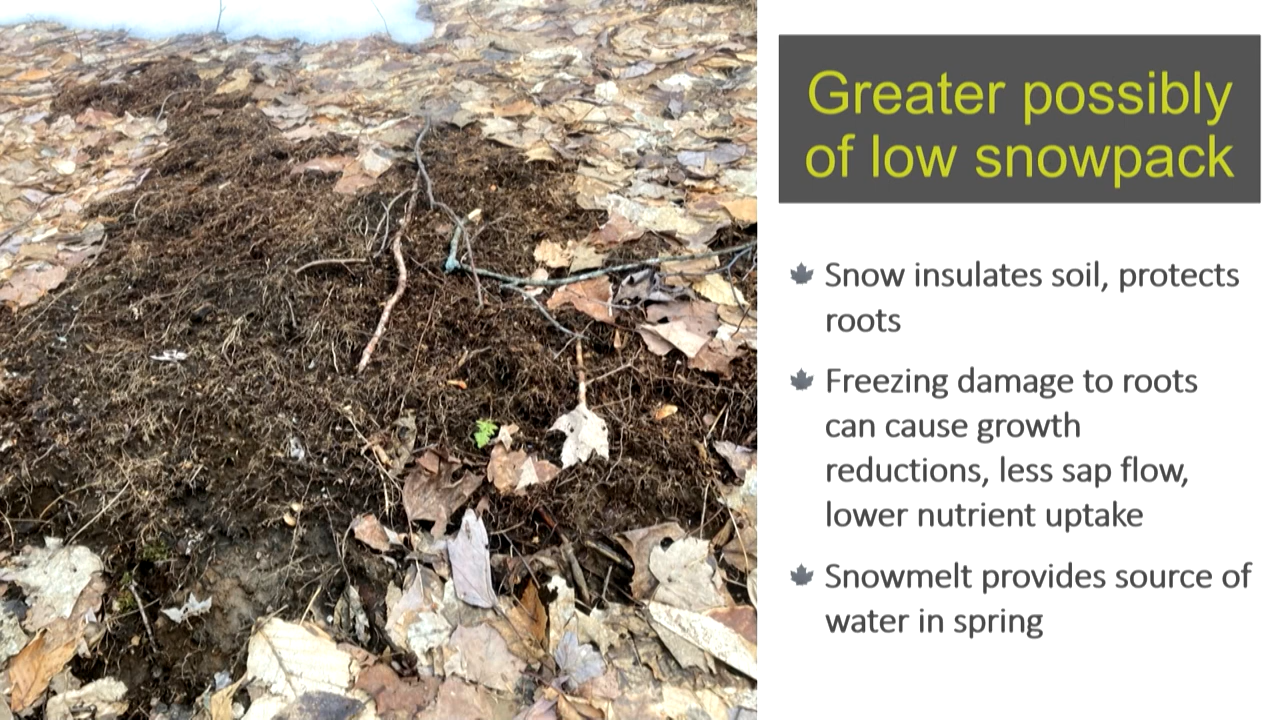 Greater possibly
of low snowpack
Snow insulates soil, protects
roots
Freezing damage to roots
can cause growth
reductions, less sap flow,
lower nutrient uptake
Snowmelt provides source of
water in spring